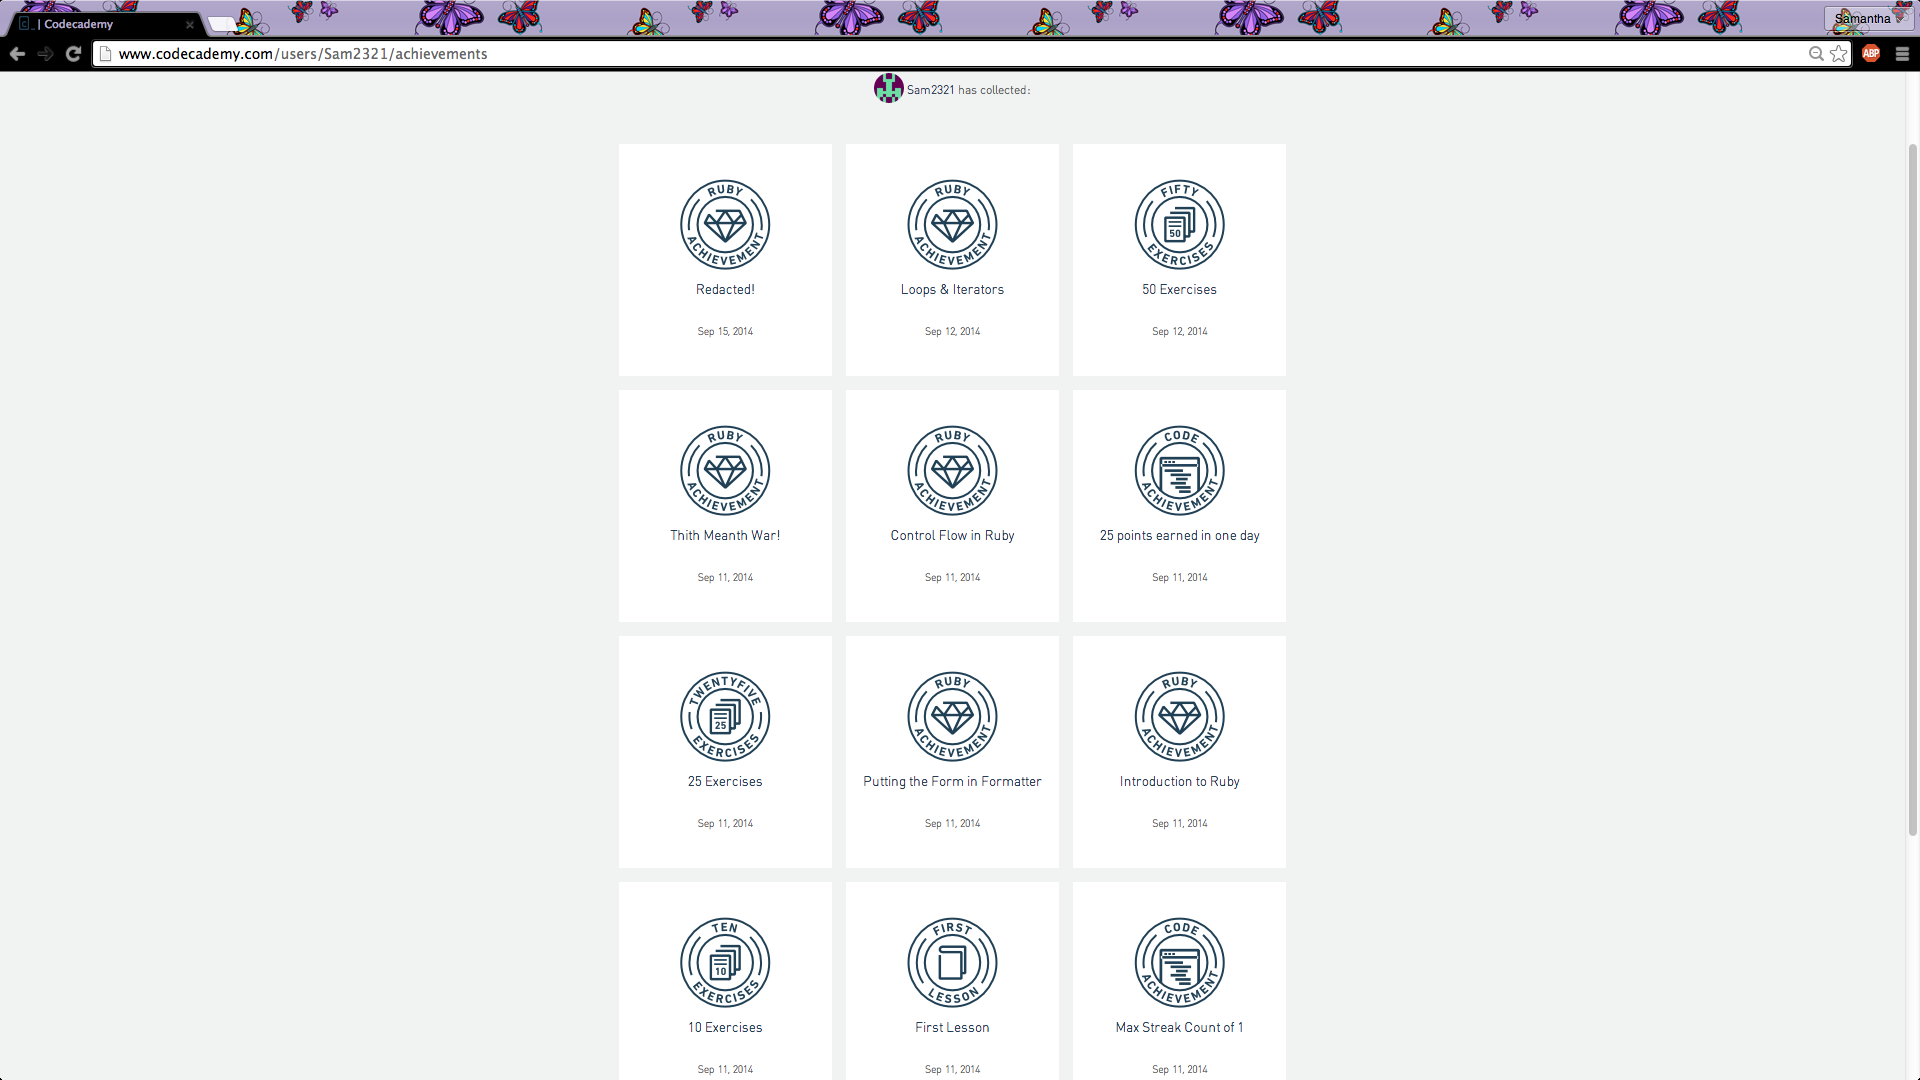 | Codecademy
Samantha
www.codecademy.com/users/Sam2321/achievements
ABP
Sam2321 has collected:
RUBY ACHIEVEMENT
Redacted!
Sep 15, 2014
RUBY ACHIEVEMENT
Loops & Iterators
Sep 12, 2014
FIFTY EXERCISES
50
50 Exercises
Sep 12, 2014
RUBY ACHIEVEMENT
Thith Meanth War!
Sep 11, 2014
RUBY ACHIEVEMENT
Control Flow in Ruby
Sep 11, 2014
CODE ACHIEVEMENT
25 points earned in one day
Sep 11, 2014
TWENTYFIVE EXERCISES
25
25 Exercises
Sep 11, 2014
RUBY ACHIEVEMENT
Putting the Form in Formatter
Sep 11, 2014
RUBY ACHIEVEMENT
Introduction to Ruby
Sep 11, 2014
TEN EXERCISES
10
10 Exercises
Sep 11, 2014
FIRST LESSON
First Lesson
Sep 11, 2014
CODE ACHIEVEMENT
Max Streak Count of 1
Sep 11, 2014